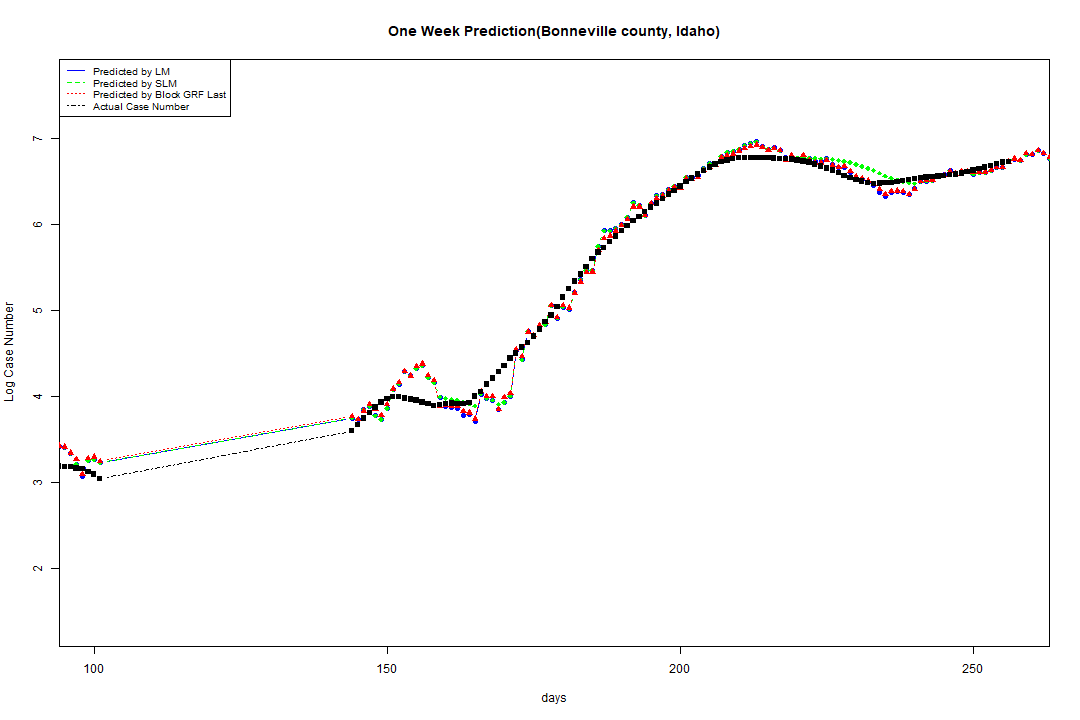 One Week Prediction(Bonneville county, Idaho)
Predicted by LM
Predicted by SLM
Predicted by Block GRF Last
Actual Case Number
Log Case Number
7
6
5
4
3
2
100 150 200 250
days